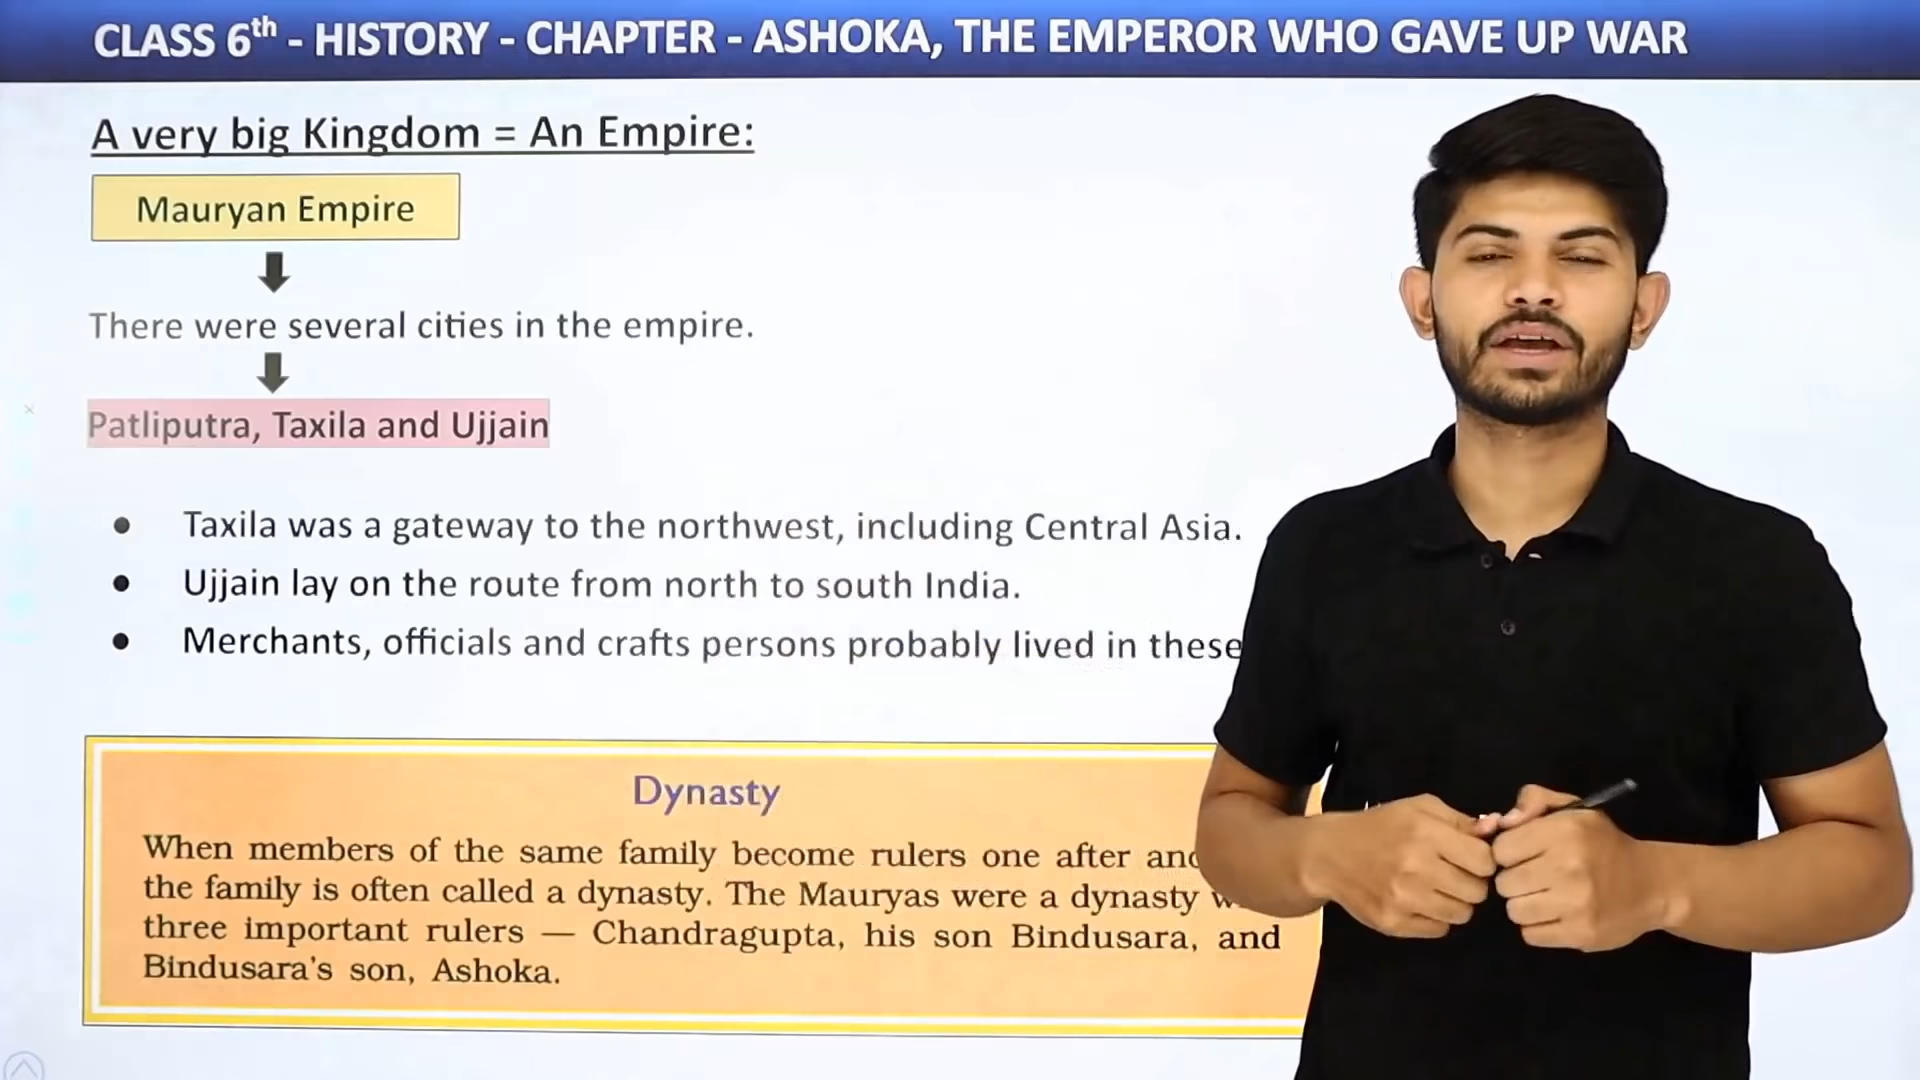 CLASS 6th - HISTORY - CHAPTER - ASHOKA, THE EMPEROR WHO GAVE UP WAR
A very big Kingdom = An Empire:
Mauryan Empire
There were several cities in the empire.
Patliputra, Taxila and Ujjain
● Taxila was a gateway to the northwest, including Central Asia.
● Ujjain lay on the route from north to south India.
● Merchants, officials and crafts persons probably lived in these
Dynasty
When members of the same family become rulers one after
the family is often called a dynasty. The Mauryas were a dynasty
three important rulers — Chandragupta, his son Bindusara, and
Bindusara's son, Ashoka.